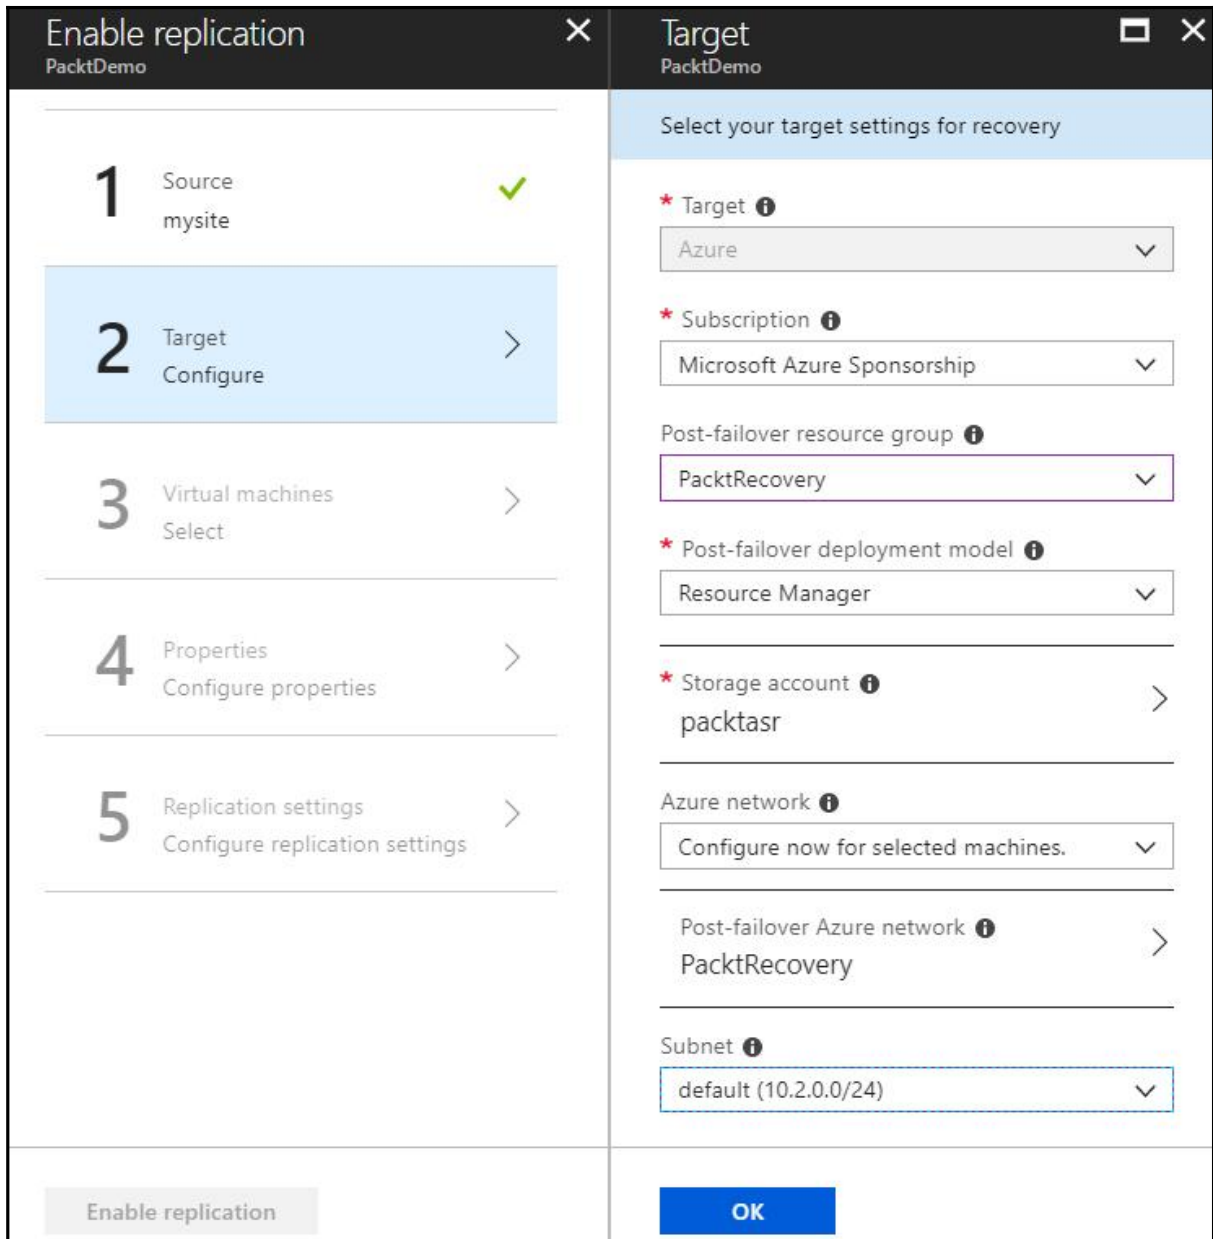 Enable replication
PacktDemo
1
Source
mysite
2
Target
Configure
3
Virtual machines
Select
4
Properties
Configure properties
5
Replication settings
Configure replication settings
Enable replication
Target
PacktDemo
Select your target settings for recovery
* Target
Azure
* Subscription
Microsoft Azure Sponsorship
Post-failover resource group
PacktRecovery
* Post-failover deployment model
Resource Manager
* Storage account
packtasr
Azure network
Configure now for selected machines.
Post-failover Azure network
PacktRecovery
Subnet
default (10.2.0.0/24)
OK